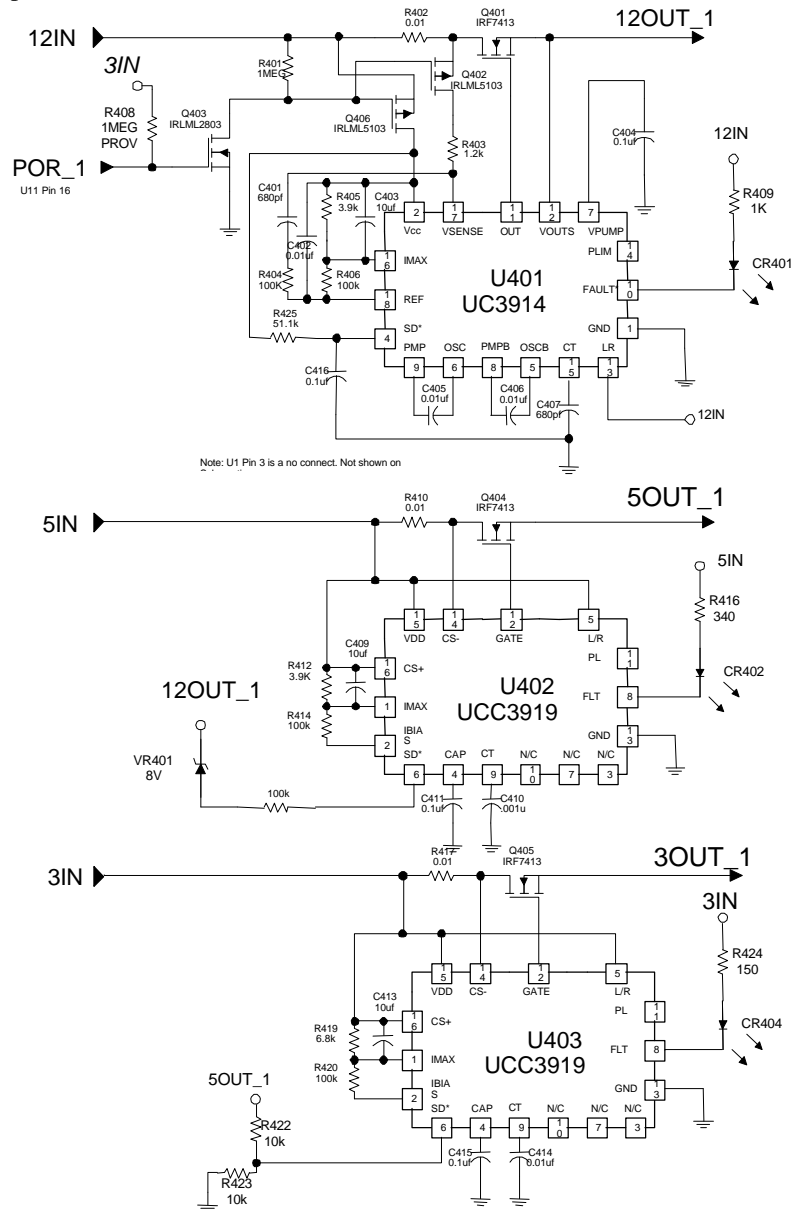 12IN
R402
0.01
Q401
IRF7413
12OUT_1
3IN
R401
1MEG
Q402
IRLML5103
R408
1MEG
PROV
Q403
IRLML2803
Q406
IRLML5103
R403
1.2k
C404
0.1uf
12IN
POR_1
U11 Pin 16
R409
1K
C401
680pf
R405
3.9k
C403
10uf
C402
0.01uf
2
17
11
12
7
Vcc
VSENSE
OUT
VOUTS
VPUMP
R404
100K
R406
100k
16
IMAX
18
REF
4
SD*
U401
UC3914
PLIM
14
FAULT*
10
GND
1
CR401
R425
51.1k
C416
0.1uf
PMP
OSC
PMPB
OSCB
CT
LR
9
6
8
5
15
13
C405
0.01uf
C406
0.01uf
C407
680pf
12IN
Note: U1 Pin 3 is a no connect. Not shown on
5IN
R410
0.01
Q404
IRF7413
5OUT_1
5IN
R416
340
15
14
12
5
VDD
CS-
GATE
L/R
C409
10uf
R412
3.9K
R414
100k
16
CS+
1
IMAX
2
IBIA
S
U402
UCC3919
PL
11
FLT
8
GND
13
CR402
12OUT_1
VR401
8V
100k
SD*
CAP
CT
N/C
N/C
N/C
6
4
9
10
7
3
C411
0.1uf
C410
.001u
3IN
R417
0.01
Q405
IRF7413
3OUT_1
3IN
R424
150
15
14
12
5
VDD
CS-
GATE
L/R
C413
10uf
R419
6.8k
R420
100k
16
CS+
1
IMAX
2
IBIA
S
U403
UCC3919
PL
11
FLT
8
GND
13
CR404
5OUT_1
R422
10k
R423
10k
SD*
CAP
CT
N/C
N/C
N/C
6
4
9
10
7
3
C415
0.1uf
C414
0.01uf